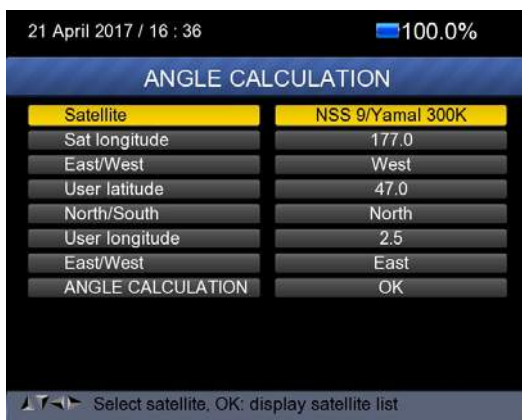 21 April 2017 / 16 : 36 100.0%
ANGLE CALCULATION
Satellite NSS 9/Yamal 300K
Sat longitude 177.0
East/West West
User latitude 47.0
North/South North
User longitude 2.5
East/West East
ANGLE CALCULATION OK
Select satellite, OK: display satellite list